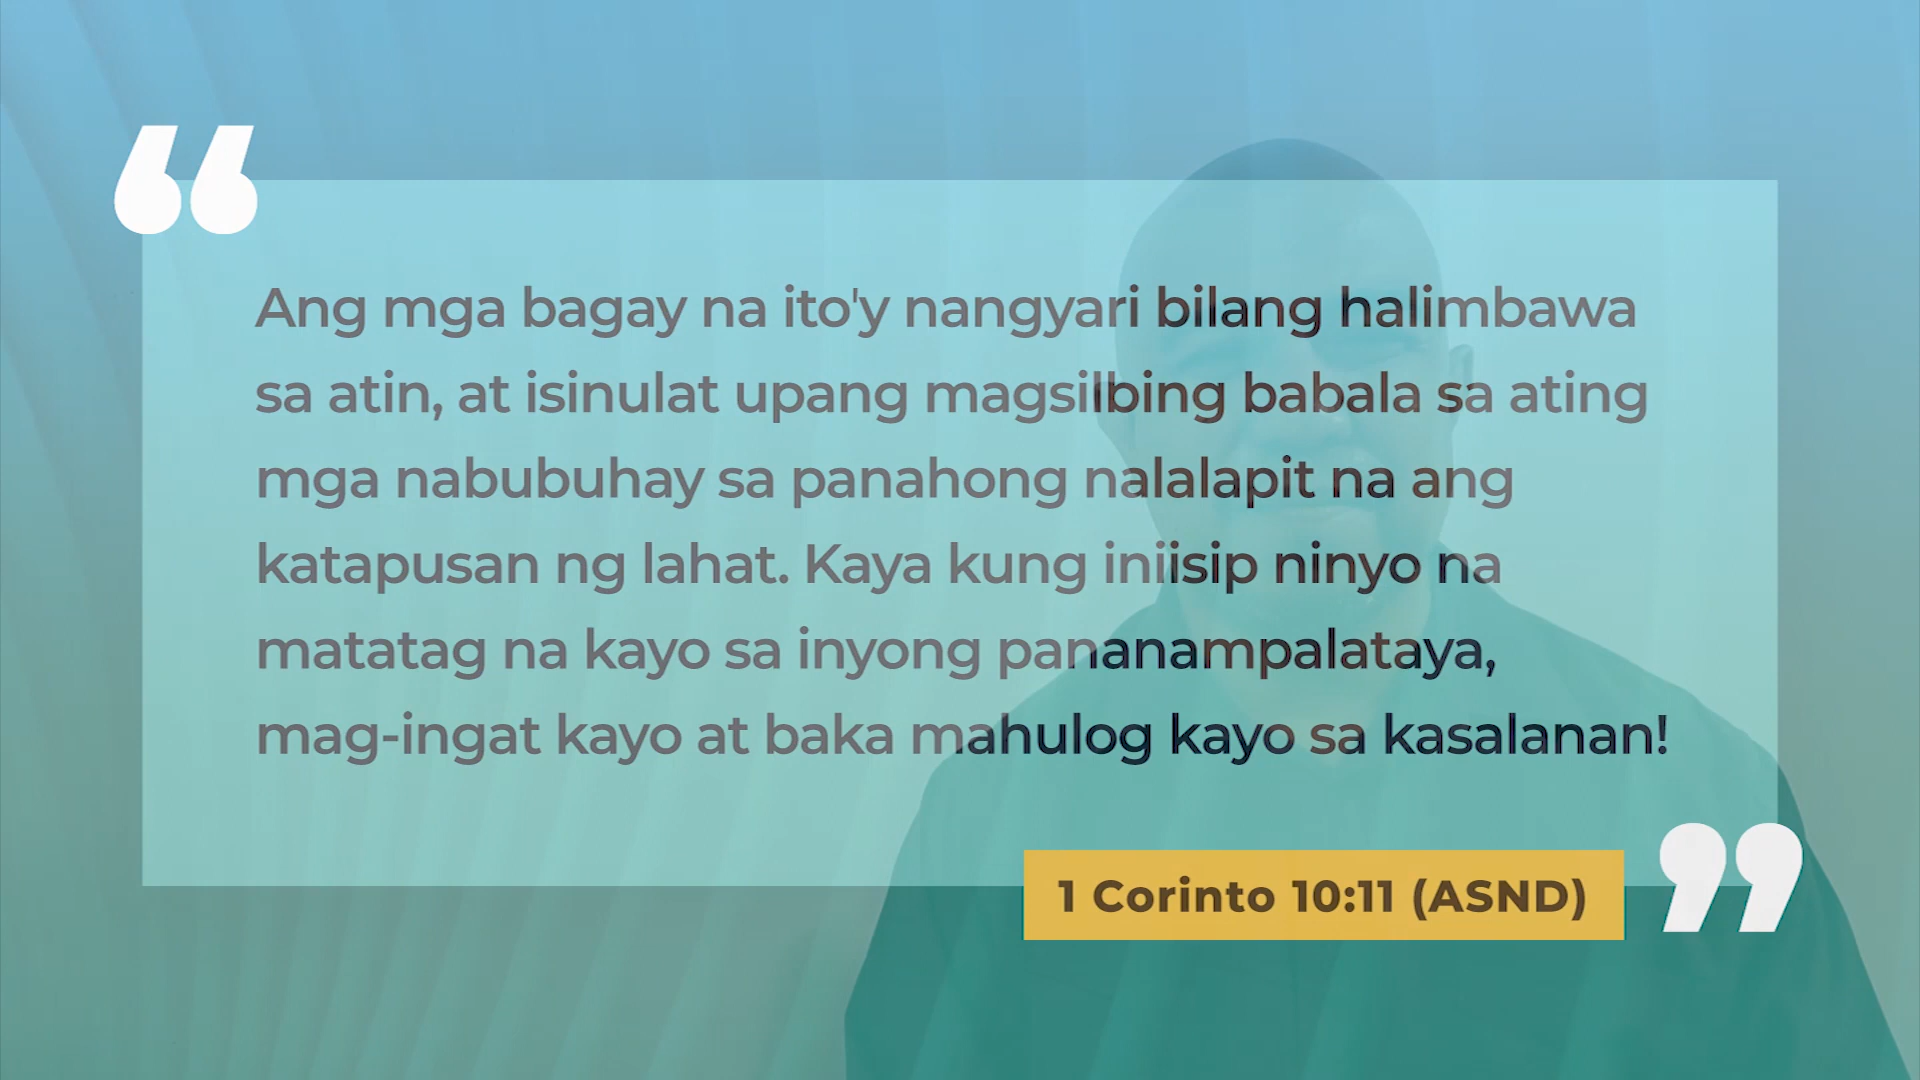 Ang mga bagay na ito'y nangyari bilang halimbawa
sa atin, at isinulat upang magsilbing babala sa ating
mga nabubuhay sa panahong nalalapit na ang
katapusan ng lahat. Kaya kung iniisip ninyo na
matatag na kayo sa inyong pananampalataya,
mag-ingat kayo at baka mahulog kayo sa kasalanan!
1 Corinto 10:11 (ASND)